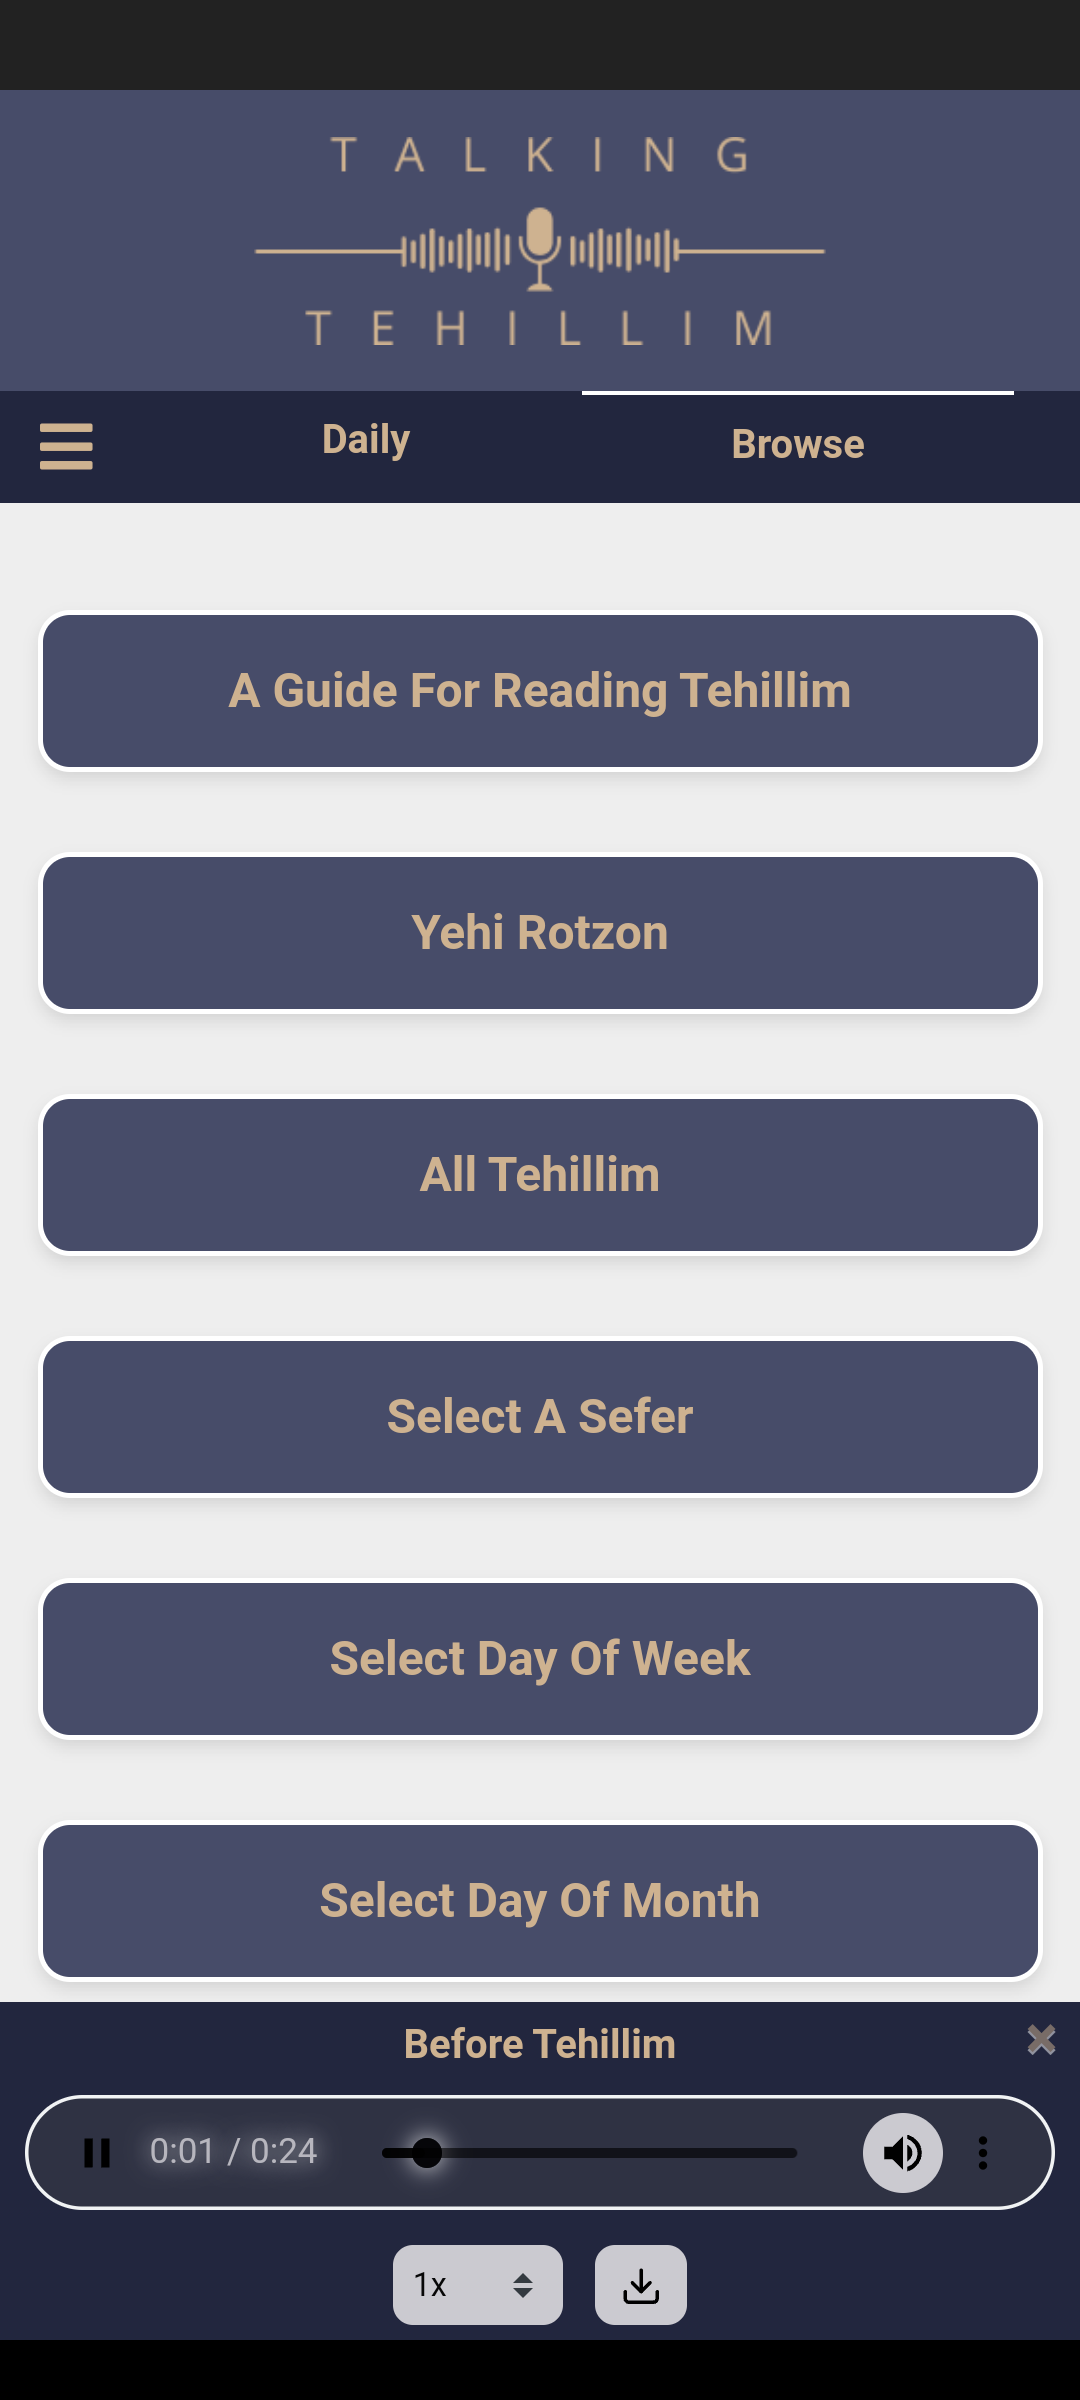 TALKING
TEHILLIM
Daily
Browse
A Guide For Reading Tehillim
Yehi Rotzon
All Tehillim
Select A Sefer
Select Day Of Week
Select Day Of Month
Before Tehillim
0:01 / 0:24
1x